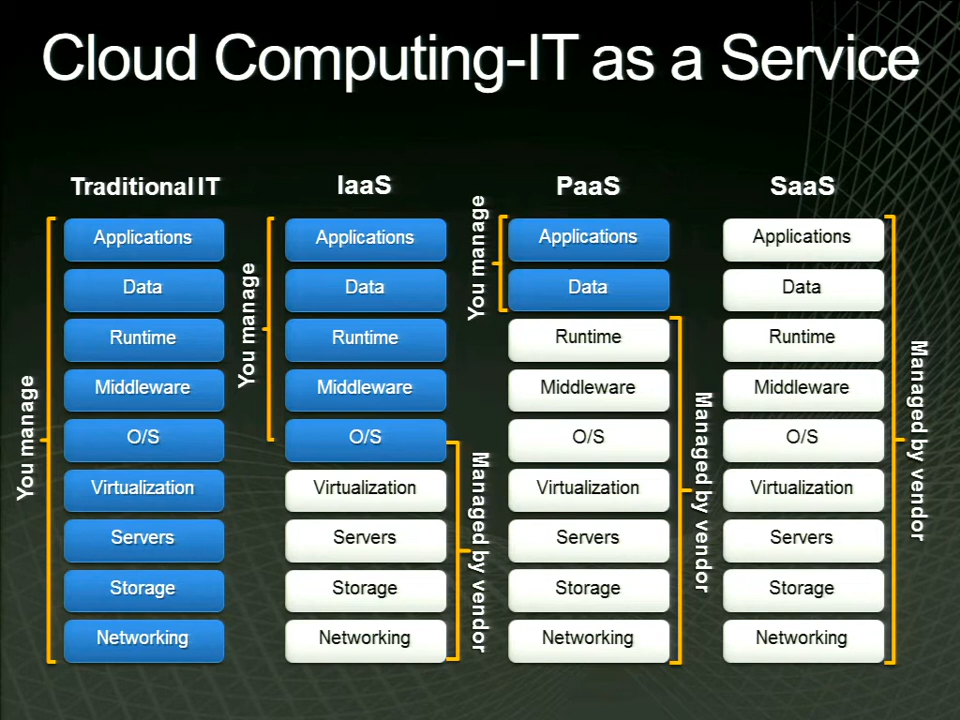 Cloud Computing-IT as a Service
Traditional IT
You manage
Applications
Data
Runtime
Middleware
O/S
Virtualization
Servers
Storage
Networking
IaaS
You manage
Applications
Data
Runtime
Middleware
O/S
Virtualization
Servers
Storage
Networking
Managed by vendor
PaaS
You manage
Applications
Data
Runtime
Middleware
O/S
Virtualization
Servers
Storage
Networking
Managed by vendor
SaaS
Applications
Data
Runtime
Middleware
O/S
Virtualization
Servers
Storage
Networking
Managed by vendor